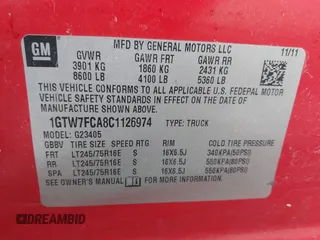 GM
MFD BY GENERAL MOTORS LLC 11/11
GVWR GAWR FRT GAWR RR
3901 KG 1860 KG 2431 KG
8600 LB 4100 LB 5360 LB
THIS VEHICLE CONFORMS TO ALL APPLICABLE U.S. FEDERAL MOTOR
VEHICLE SAFETY STANDARDS IN EFFECT ON THE DATE OF
MANUFACTURE SHOWN ABOVE.
1GTW7FCA8C1126974 TYPE: TRUCK
MODEL: G23405
GBBV TIRE SIZE SPEED RTG RIM COLD TIRE PRESSURE
FRT LT245/75R16E S 16X6.5J 340KPA(50PSI)
RR LT245/75R16E S 16X6.5J 550KPA(80PSI)
SPA LT245/75R16E S 16X6.5J 550KPA(80PSI)
SEE OWNER'S MANUAL FOR MORE INFORMATION.
DREAMBID